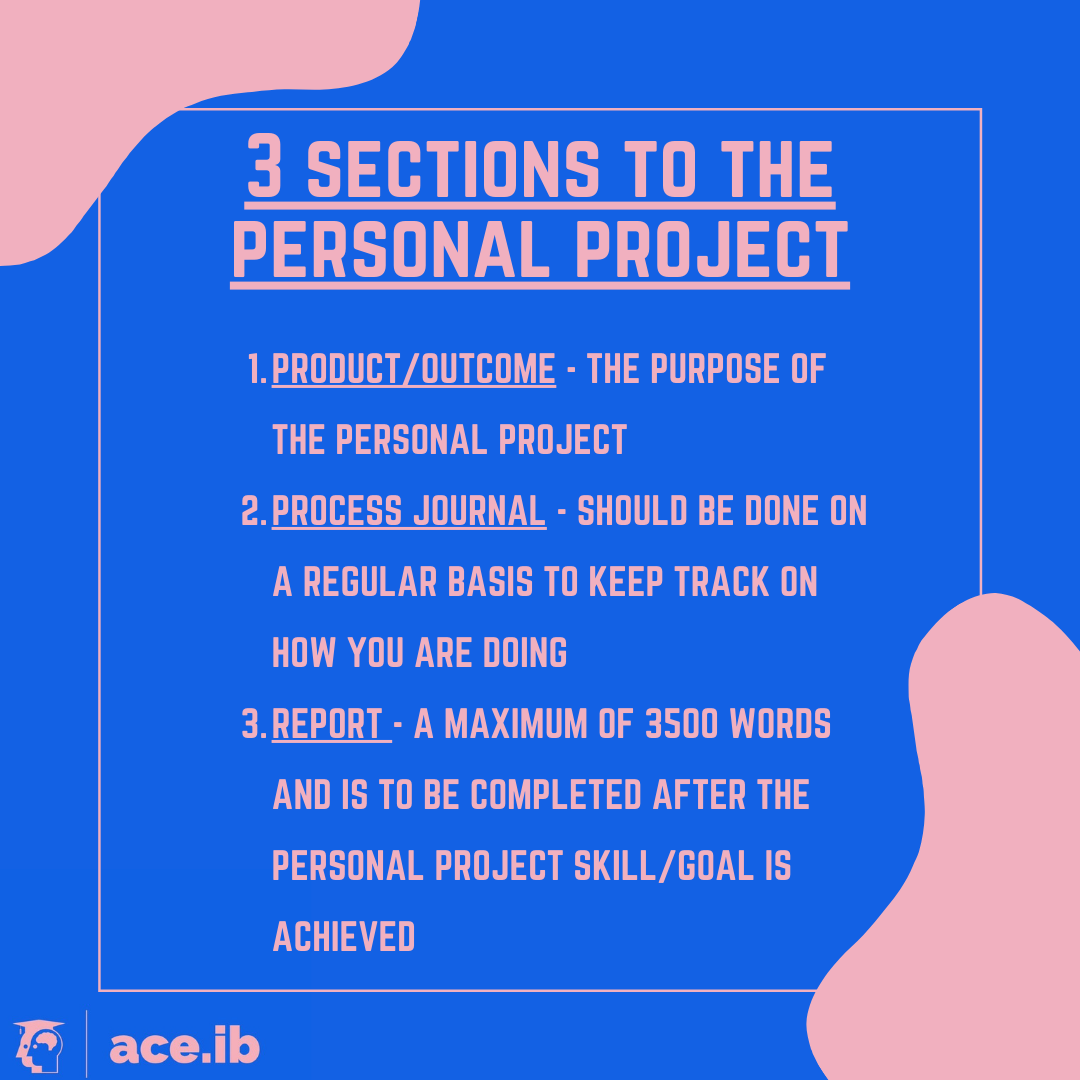 3 SECTIONS TO THE
PERSONAL PROJECT
1. PRODUCT/OUTCOME - THE PURPOSE OF
THE PERSONAL PROJECT
2. PROCESS JOURNAL - SHOULD BE DONE ON
A REGULAR BASIS TO KEEP TRACK ON
HOW YOU ARE DOING
3. REPORT - A MAXIMUM OF 3500 WORDS
AND IS TO BE COMPLETED AFTER THE
PERSONAL PROJECT SKILL/GOAL IS
ACHIEVED
ace.ib